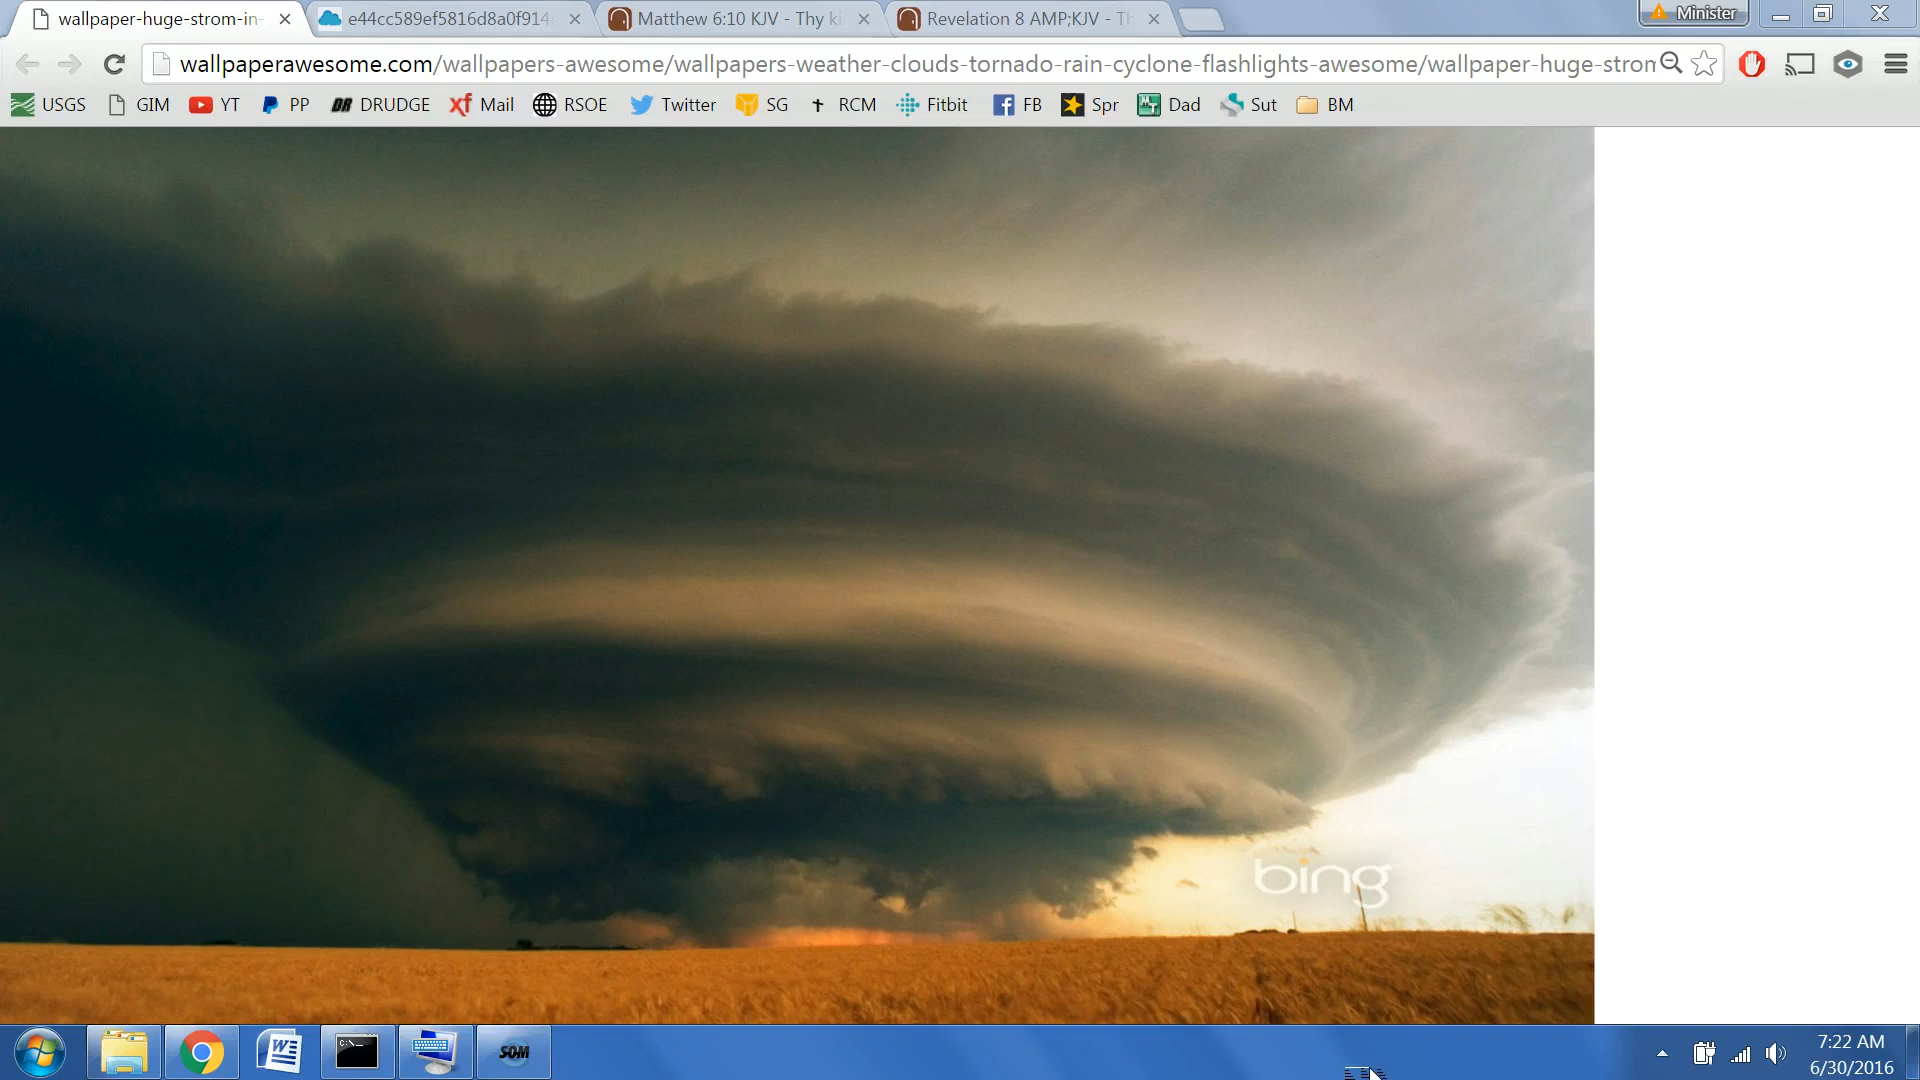 wallpaper-huge-strom-in-
e44cc589ef5816d8a0f914
Matthew 6:10 KJV - Thy ki
Revelation 8 AMP;KJV - Th
Minister
wallpaperawesome.com/wallpapers-awesome/wallpapers-weather-clouds-tornado-rain-cyclone-flashlights-awesome/wallpaper-huge-strom
USGS GIM YT PP DRUDGE Mail RSOE Twitter SG RCM Fitbit FB Spr Dad Sut BM
bing
SOM
7:22 AM
6/30/2016